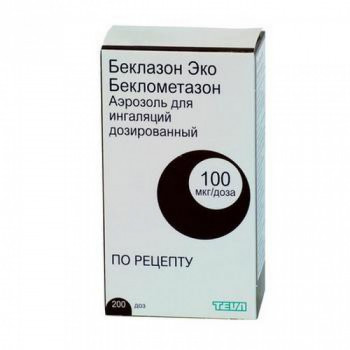 Беклазон Эко
Беклометазон
Аэрозоль для
ингаляций
дозированный
100
мкг/доза
ПО РЕЦЕПТУ
200 доз
TEVA